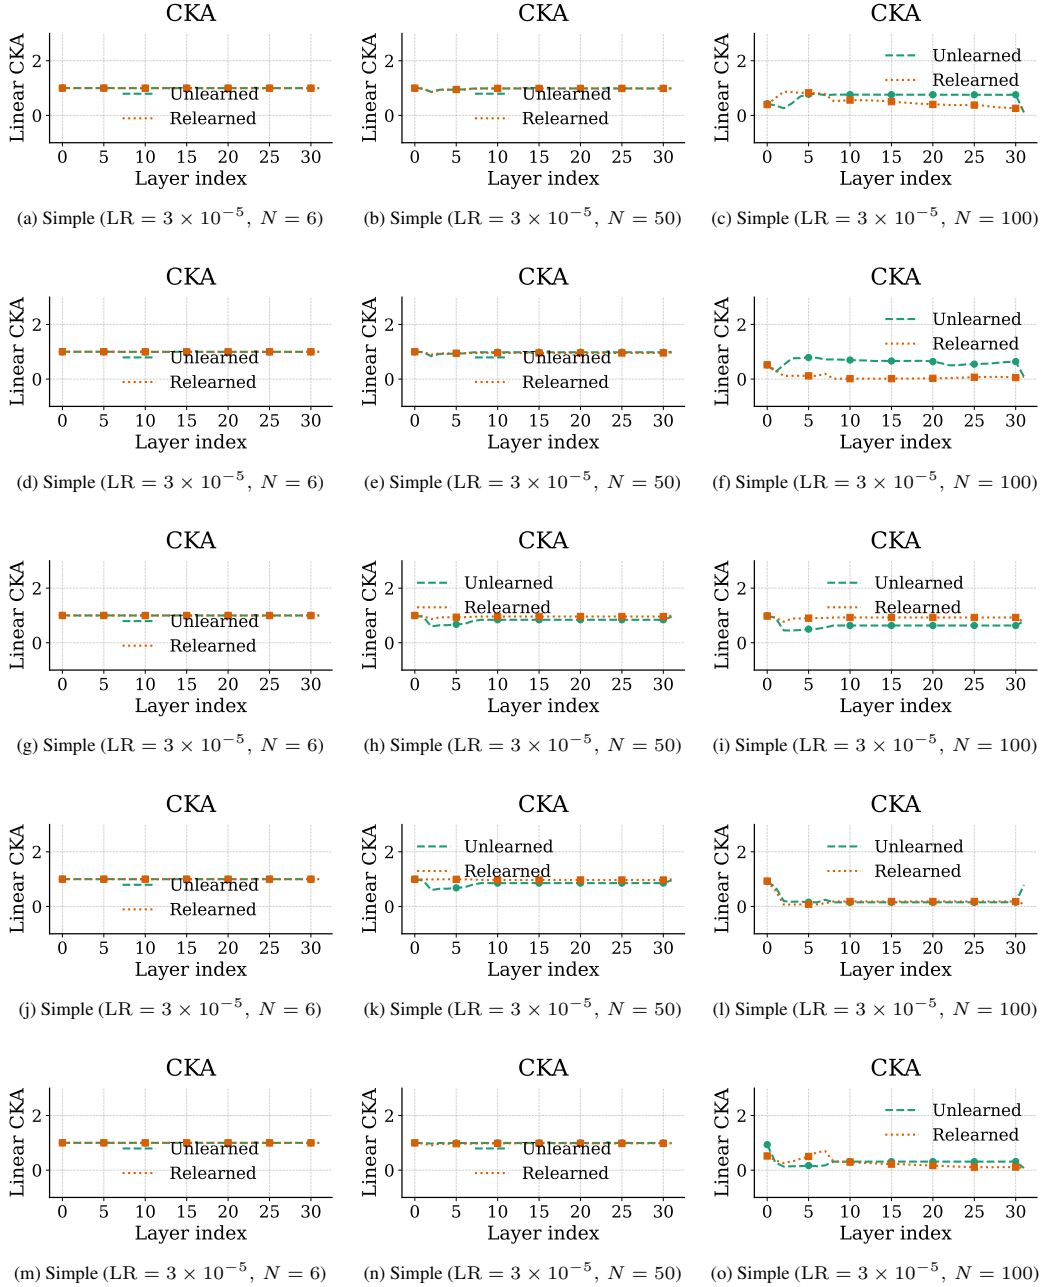 CKA CKA CKA
Linear CKA
2
0
Unlearned
Relearned
0 5 10 15 20 25 30
Layer index
Linear CKA
2
0
Unlearned
Relearned
0 5 10 15 20 25 30
Layer index
Linear CKA
2
0
Unlearned
Relearned
0 5 10 15 20 25 30
Layer index
(a) Simple (LR = 3 × 10⁻⁵, N = 6)
(b) Simple (LR = 3 × 10⁻⁵, N = 50)
(c) Simple (LR = 3 × 10⁻⁵, N = 100)
CKA CKA CKA
Linear CKA
2
0
Unlearned
Relearned
0 5 10 15 20 25 30
Layer index
Linear CKA
2
0
Unlearned
Relearned
0 5 10 15 20 25 30
Layer index
Linear CKA
2
0
Unlearned
Relearned
0 5 10 15 20 25 30
Layer index
(d) Simple (LR = 3 × 10⁻⁵, N = 6)
(e) Simple (LR = 3 × 10⁻⁵, N = 50)
(f) Simple (LR = 3 × 10⁻⁵, N = 100)
CKA CKA CKA
Linear CKA
2
0
Unlearned
Relearned
0 5 10 15 20 25 30
Layer index
Linear CKA
2
0
Unlearned
Relearned
0 5 10 15 20 25 30
Layer index
Linear CKA
2
0
Unlearned
Relearned
0 5 10 15 20 25 30
Layer index
(g) Simple (LR = 3 × 10⁻⁵, N = 6)
(h) Simple (LR = 3 × 10⁻⁵, N = 50)
(i) Simple (LR = 3 × 10⁻⁵, N = 100)
CKA CKA CKA
Linear CKA
2
0
Unlearned
Relearned
0 5 10 15 20 25 30
Layer index
Linear CKA
2
0
Unlearned
Relearned
0 5 10 15 20 25 30
Layer index
Linear CKA
2
0
Unlearned
Relearned
0 5 10 15 20 25 30
Layer index
(j) Simple (LR = 3 × 10⁻⁵, N = 6)
(k) Simple (LR = 3 × 10⁻⁵, N = 50)
(l) Simple (LR = 3 × 10⁻⁵, N = 100)
CKA CKA CKA
Linear CKA
2
0
Unlearned
Relearned
0 5 10 15 20 25 30
Layer index
Linear CKA
2
0
Unlearned
Relearned
0 5 10 15 20 25 30
Layer index
Linear CKA
2
0
Unlearned
Relearned
0 5 10 15 20 25 30
Layer index
(m) Simple (LR = 3 × 10⁻⁵, N = 6)
(n) Simple (LR = 3 × 10⁻⁵, N = 50)
(o) Simple (LR = 3 × 10⁻⁵, N = 100)